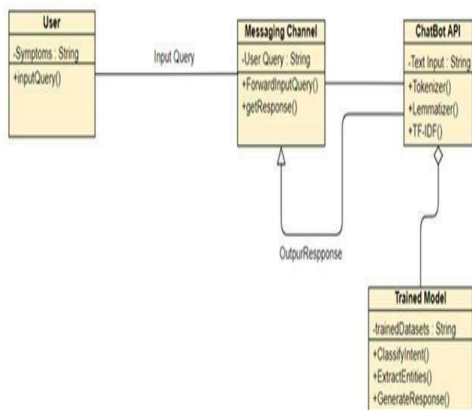 User
-Symptoms : String
+inputQuery()
Input Query
Messaging Channel
-User Query : String
+ForwardInputQuery()
+getResponse()
ChatBot API
-Text Input : String
+Tokenizer()
+Lemmatizer()
+TF-IDF()
OutpurRespponse
Trained Model
-trainedDatasets : String
+ClassifyIntent()
+ExtractEntities()
+GenerateResponse()